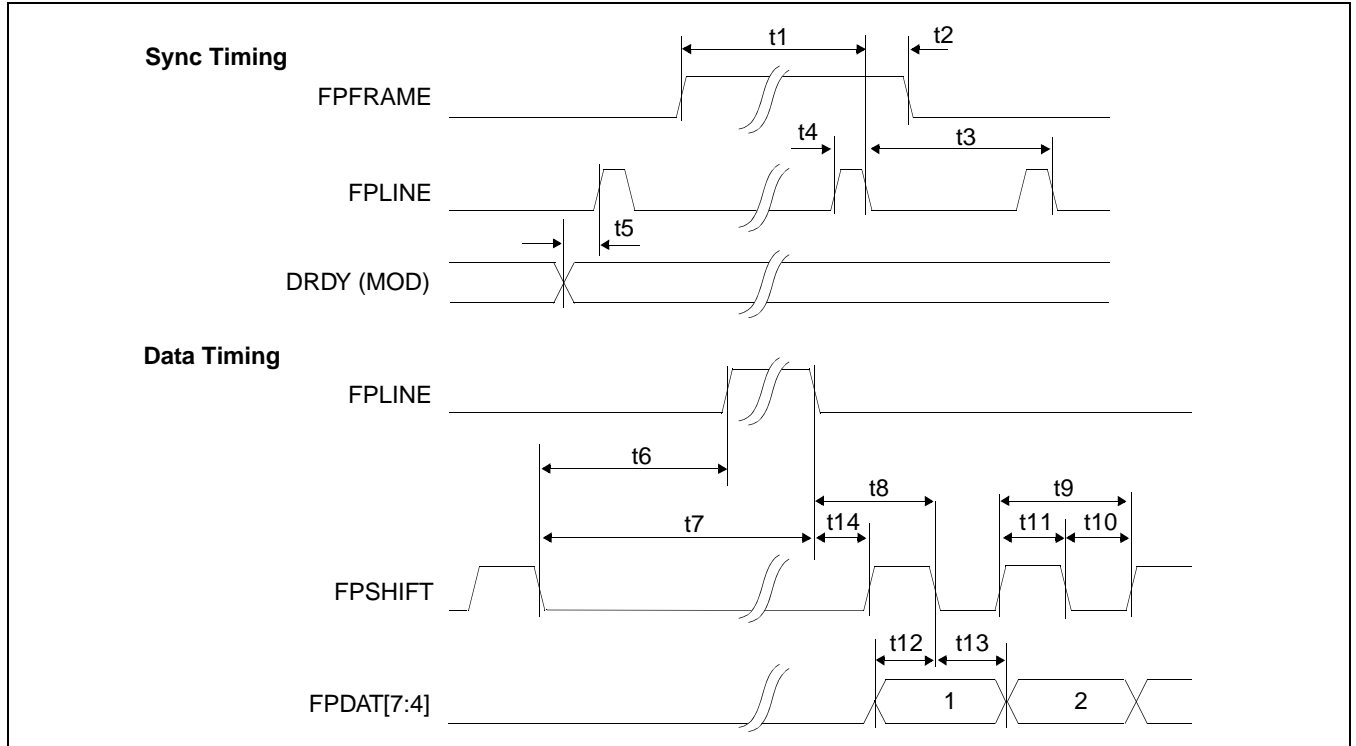 t1
t2
Sync Timing
FPFRAME
t4
t3
FPLINE
t5
DRDY (MOD)
Data Timing
FPLINE
t6
t8
t9
t7
t14
t11
t10
FPSHIFT
t12
t13
FPDAT[7:4]
1
2